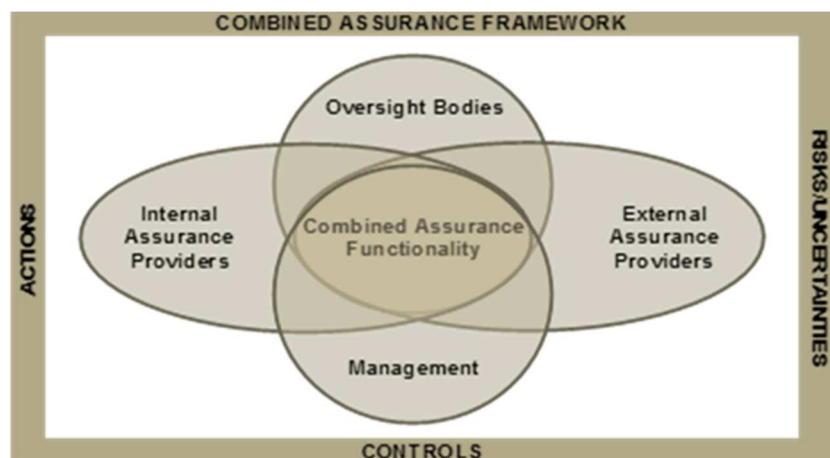 COMBINED ASSURANCE FRAMEWORK
Oversight Bodies
ACTIONS
Internal
Assurance
Providers
Combined Assurance
Functionality
External
Assurance
Providers
RISKS/UNCERTAINTIES
Management
CONTROLS